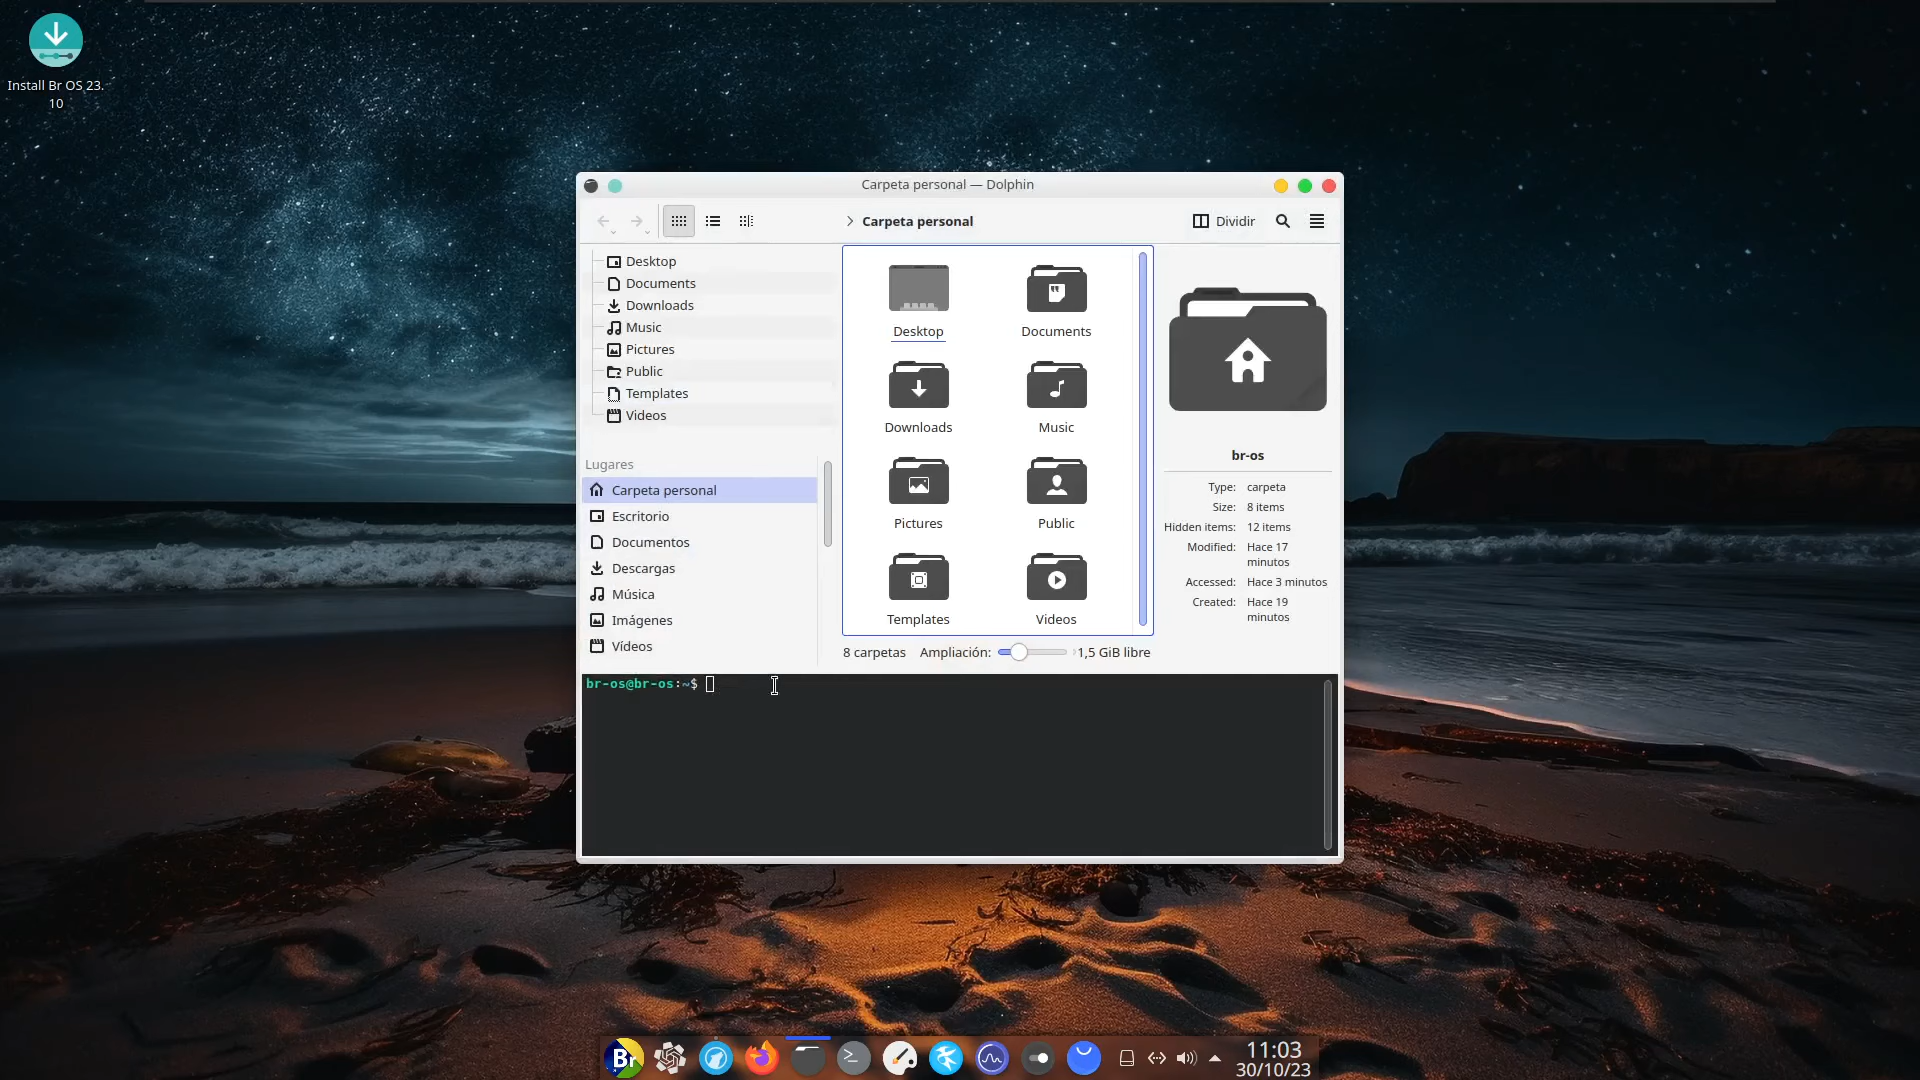 Install Br OS 23.
10
Carpeta personal — Dolphin
Carpeta personal
Dividir
Desktop
Documents
Downloads
Music
Pictures
Public
Templates
Videos
Lugares
Carpeta personal
Escritorio
Documentos
Descargas
Música
Imágenes
Vídeos
Desktop
Documents
Downloads
Music
Pictures
Public
Templates
Videos
8 carpetas
Ampliación:
1,5 GiB libre
br-os
Type: carpeta
Size: 8 items
Hidden items: 12 items
Modified: Hace 17
minutos
Accessed: Hace 3 minutos
Created: Hace 19
minutos
br-os@br-os:~$
Br
11:03
30/10/23